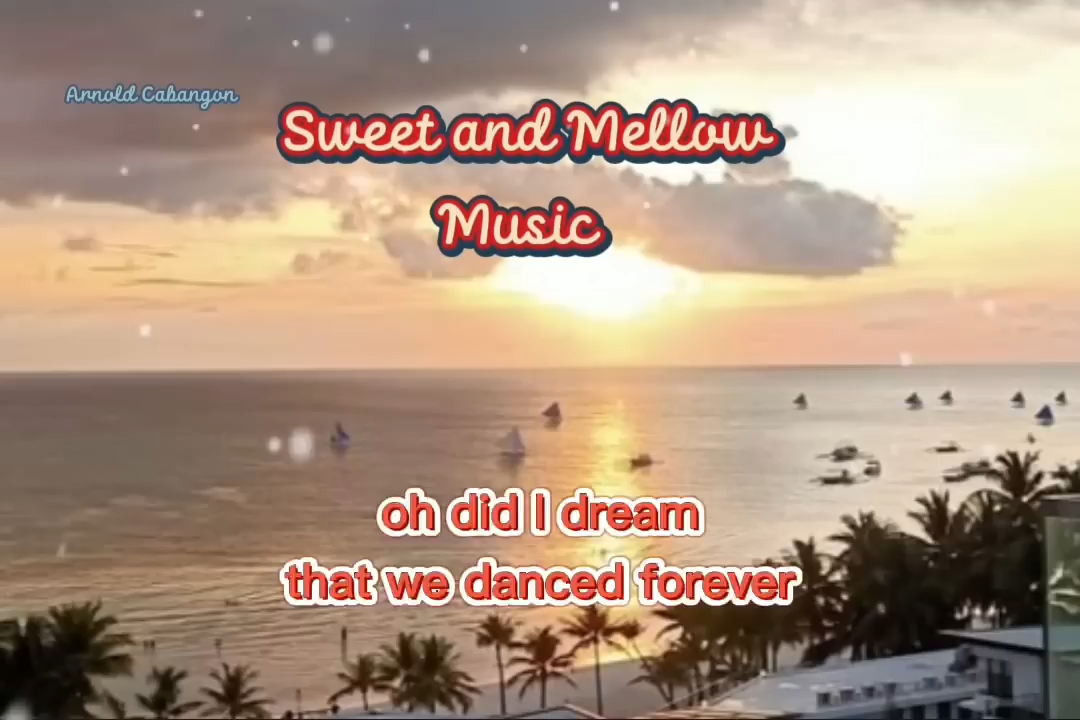 Arnold Cabangon
Sweet and Mellow
Music
oh did I dream
that we danced forever